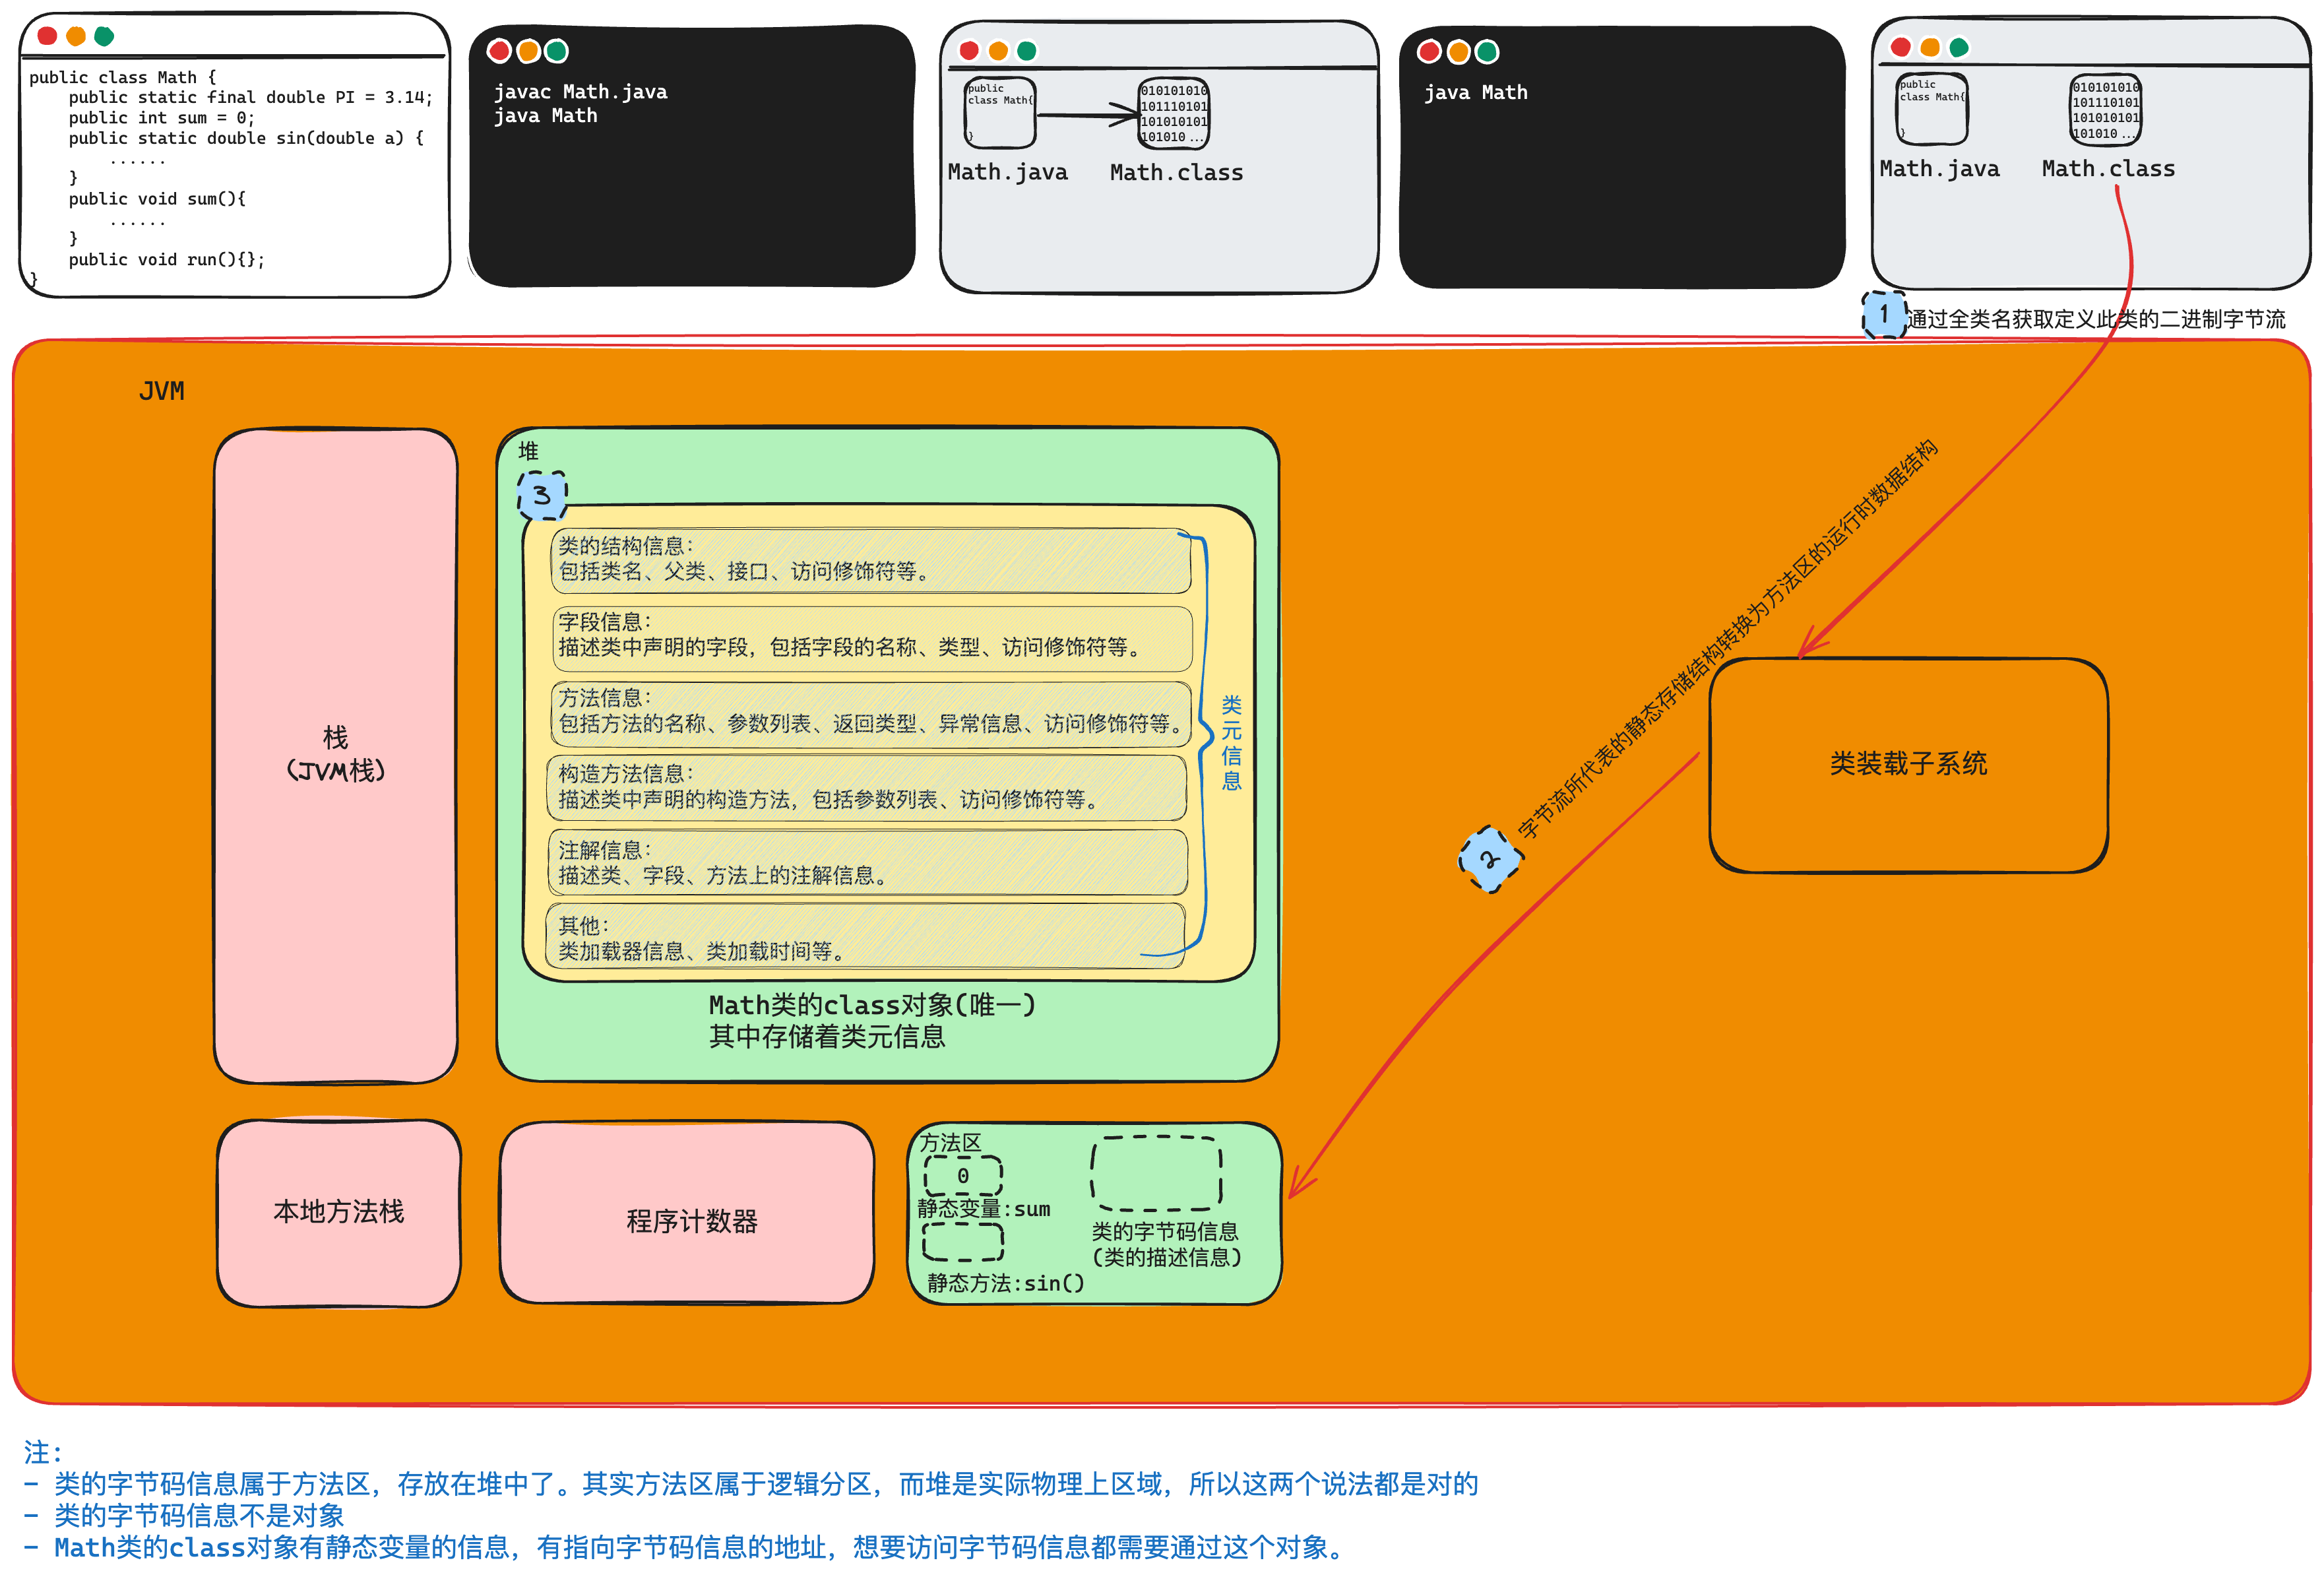 public class Math {
    public static final double PI = 3.14;
    public int sum = 0;
    public static double sin(double a) {
        ......
    }
    public void sum(){
        ......
    }
    public void run(){};
}
javac Math.java
java Math
public
class Math{
}
010101010
101110101
101010101
101010 ...
Math.java
Math.class
java Math
public
class Math{
}
010101010
101110101
101010101
101010 ...
Math.java
Math.class
1
通过全类名获取定义此类的二进制字节流
JVM
栈
(JVM栈)
堆
3
类的结构信息：
包括类名、父类、接口、访问修饰符等。
字段信息：
描述类中声明的字段，包括字段的名称、类型、访问修饰符等。
方法信息：
包括方法的名称、参数列表、返回类型、异常信息、访问修饰符等。
构造方法信息：
描述类中声明的构造方法，包括参数列表、访问修饰符等。
注解信息：
描述类、字段、方法上的注解信息。
其他：
类加载器信息、类加载时间等。
类
元
信
息
Math类的class对象(唯一)
其中存储着类元信息
2
字节流所代表的静态存储结构转换为方法区的运行时数据结构
类装载子系统
本地方法栈
程序计数器
方法区
0
静态变量:sum
静态方法:sin()
类的字节码信息
(类的描述信息)
注：
- 类的字节码信息属于方法区，存放在堆中了。其实方法区属于逻辑分区，而堆是实际物理上区域，所以这两个说法都是对的
- 类的字节码信息不是对象
- Math类的class对象有静态变量的信息，有指向字节码信息的地址，想要访问字节码信息都需要通过这个对象。